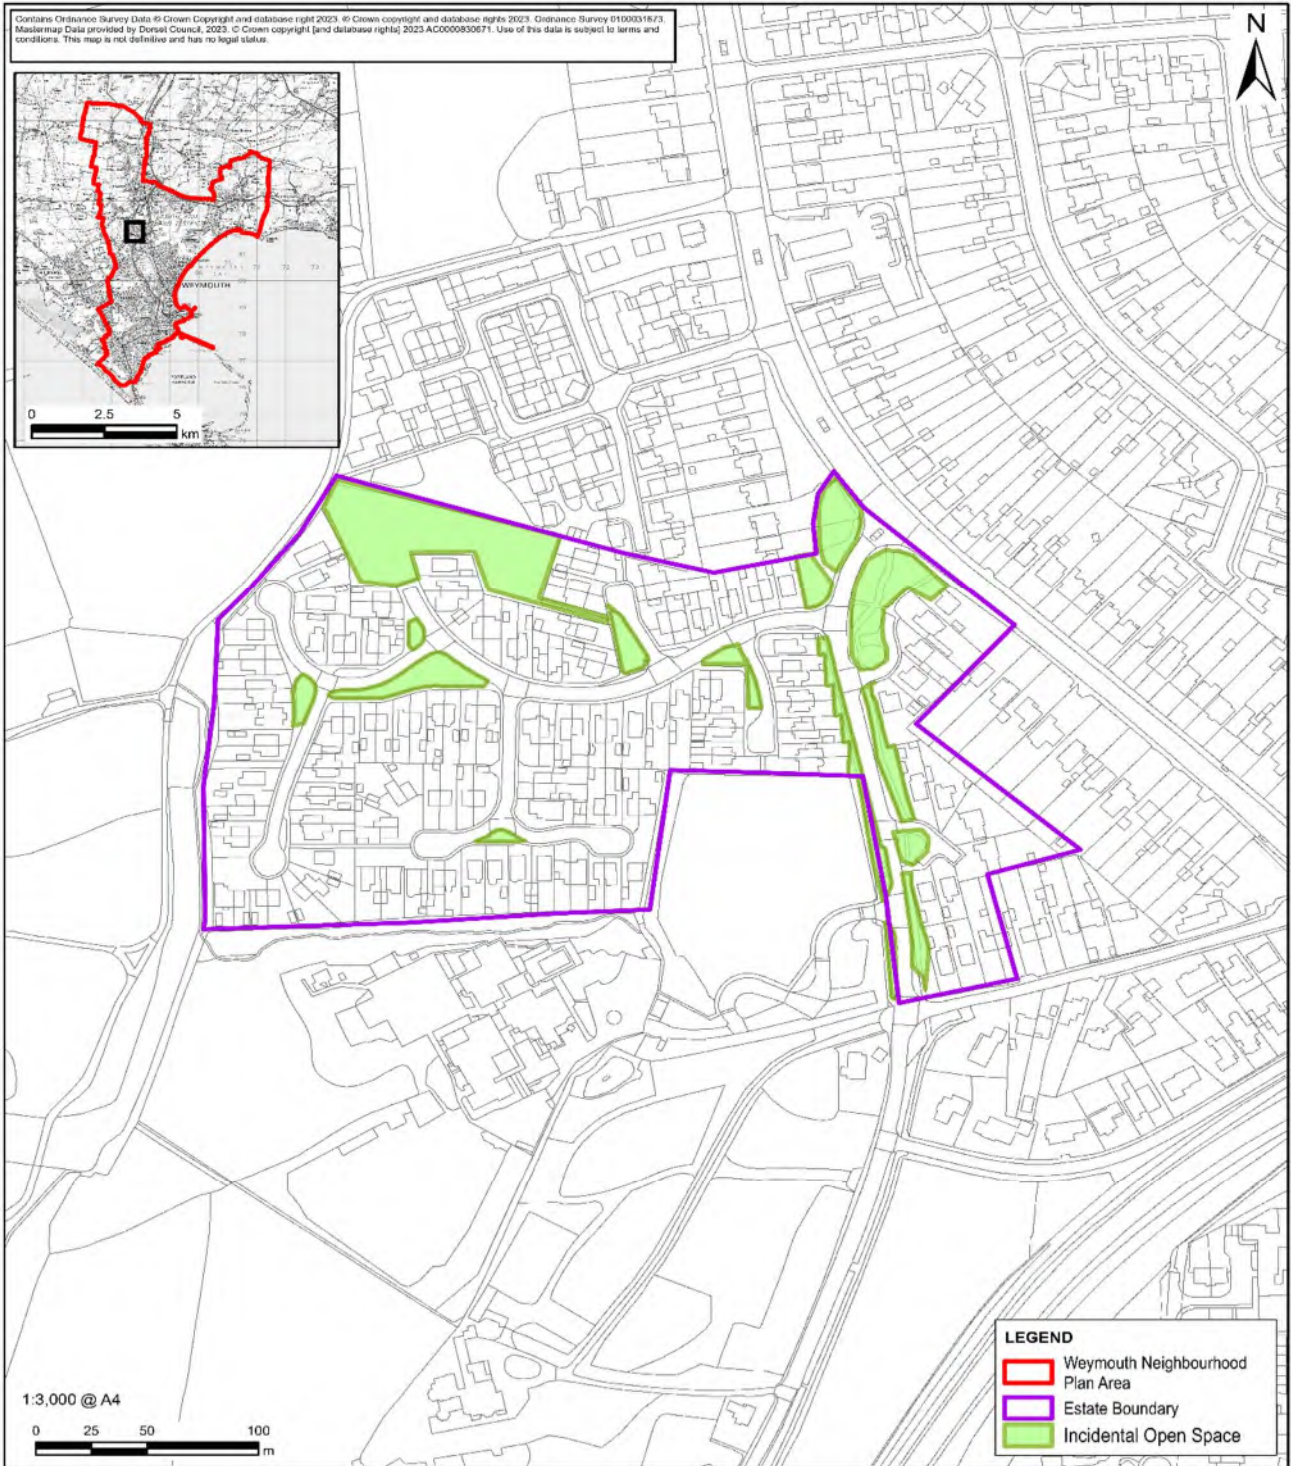 Contains Ordnance Survey Data © Crown Copyright and database right 2023. © Crown copyright and database rights 2023. Ordnance Survey 0100031673.
Mastermap Data provided by Dorset Council, 2023. © Crown copyright [and database rights] 2023 AC0000830671. Use of this data is subject to terms and
conditions. This map is not definitive and has no legal status.
N
WEYMOUTH
PORTLAND
HARBOUR
0 2.5 5
km
1:3,000 @ A4
0 25 50 100
m
LEGEND
Weymouth Neighbourhood
Plan Area
Estate Boundary
Incidental Open Space